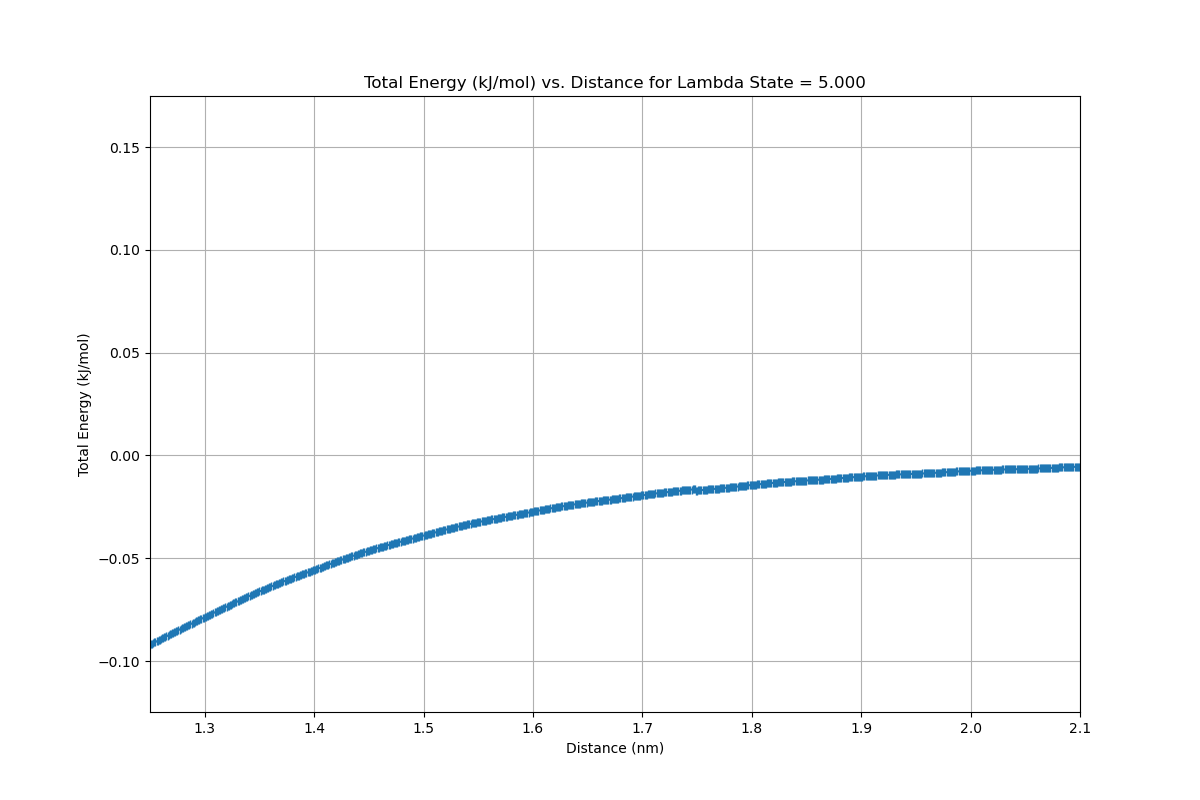 Total Energy (kJ/mol) vs. Distance for Lambda State = 5.000
Total Energy (kJ/mol)
0.15
0.10
0.05
0.00
−0.05
−0.10
1.3 1.4 1.5 1.6 1.7 1.8 1.9 2.0 2.1
Distance (nm)